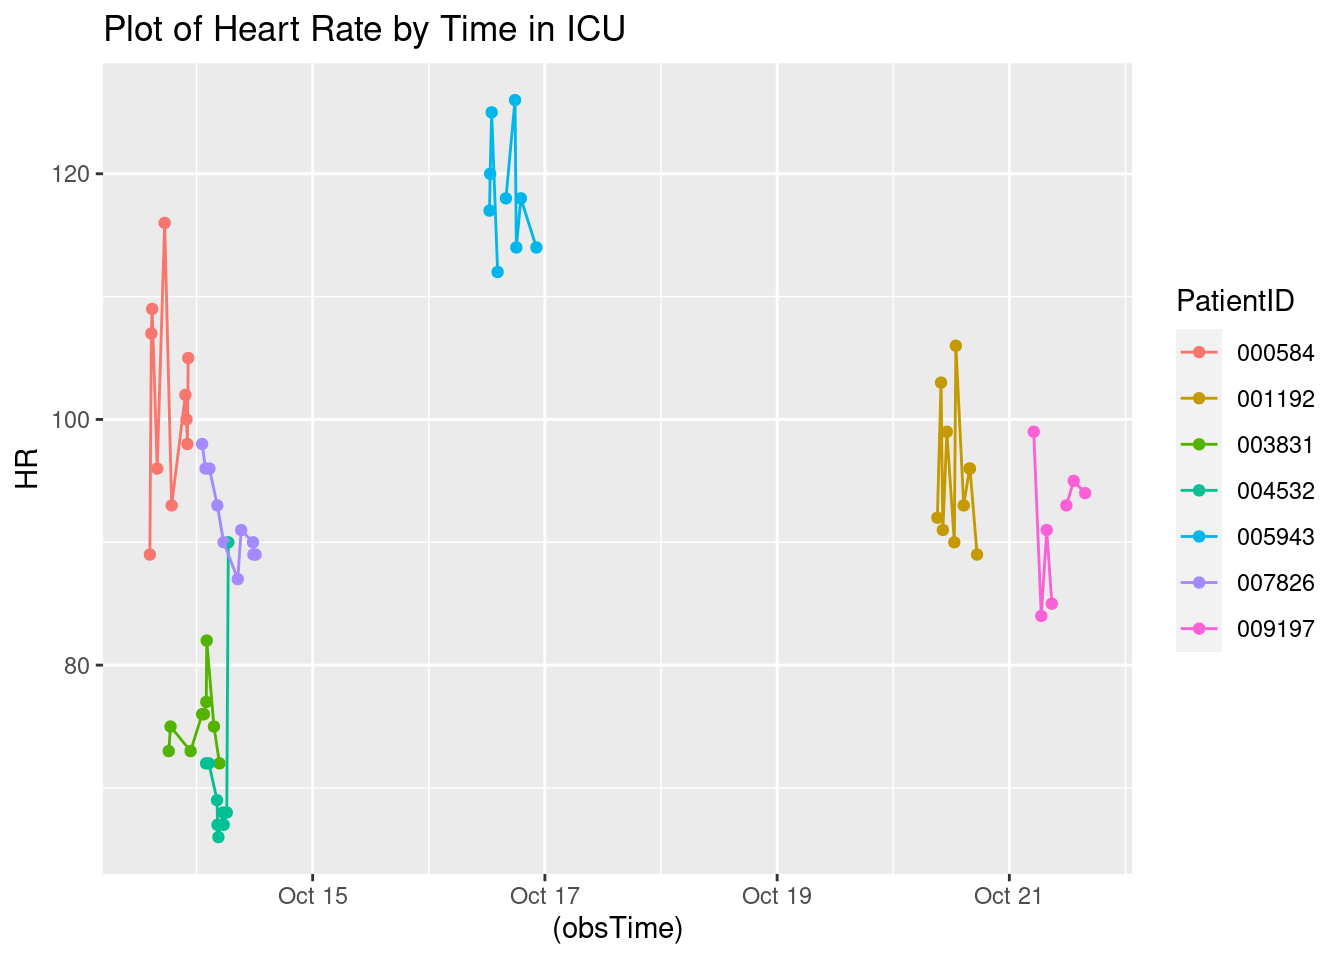 Plot of Heart Rate by Time in ICU
HR
120
100
80
Oct 15
Oct 17
Oct 19
Oct 21
(obsTime)
PatientID
000584
001192
003831
004532
005943
007826
009197